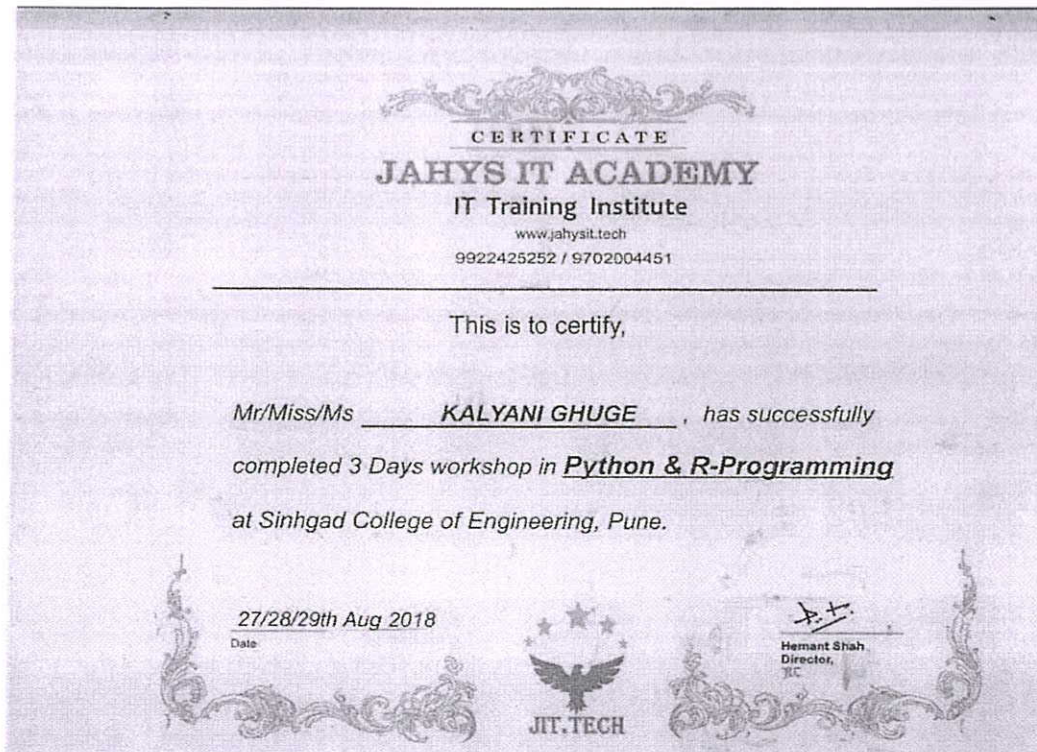 CERTIFICATE
JAHYS IT ACADEMY
IT Training Institute
www.jahysit.tech
9922425252 / 9702004451
This is to certify,
Mr/Miss/Ms KALYANI GHUGE , has successfully
completed 3 Days workshop in Python & R-Programming
at Sinhgad College of Engineering, Pune.
27/28/29th Aug 2018
Date
Hemant Shah
Director,
JIT.TECH